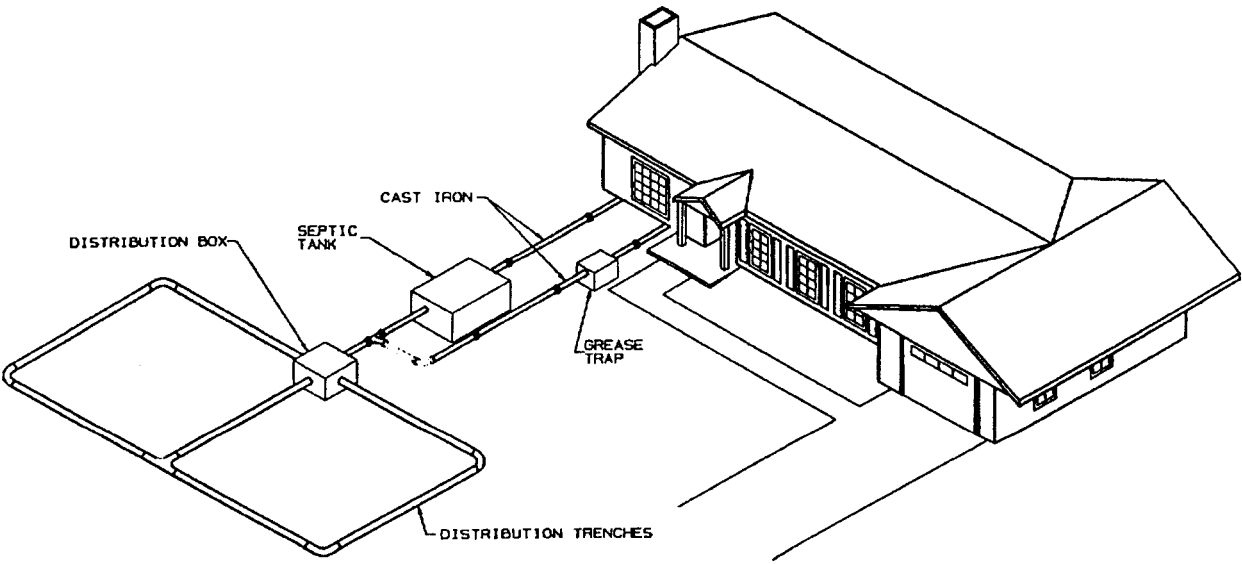 CAST IRON
SEPTIC
TANK
DISTRIBUTION BOX
GREASE
TRAP
DISTRIBUTION TRENCHES